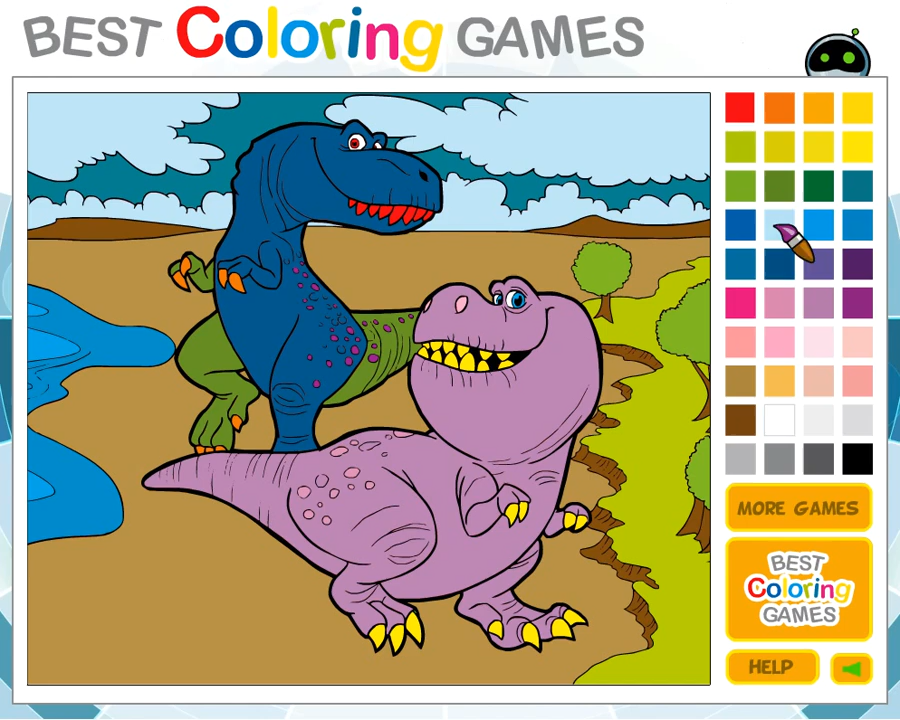 BEST Coloring GAMES
MORE GAMES
BEST
Coloring
GAMES
HELP